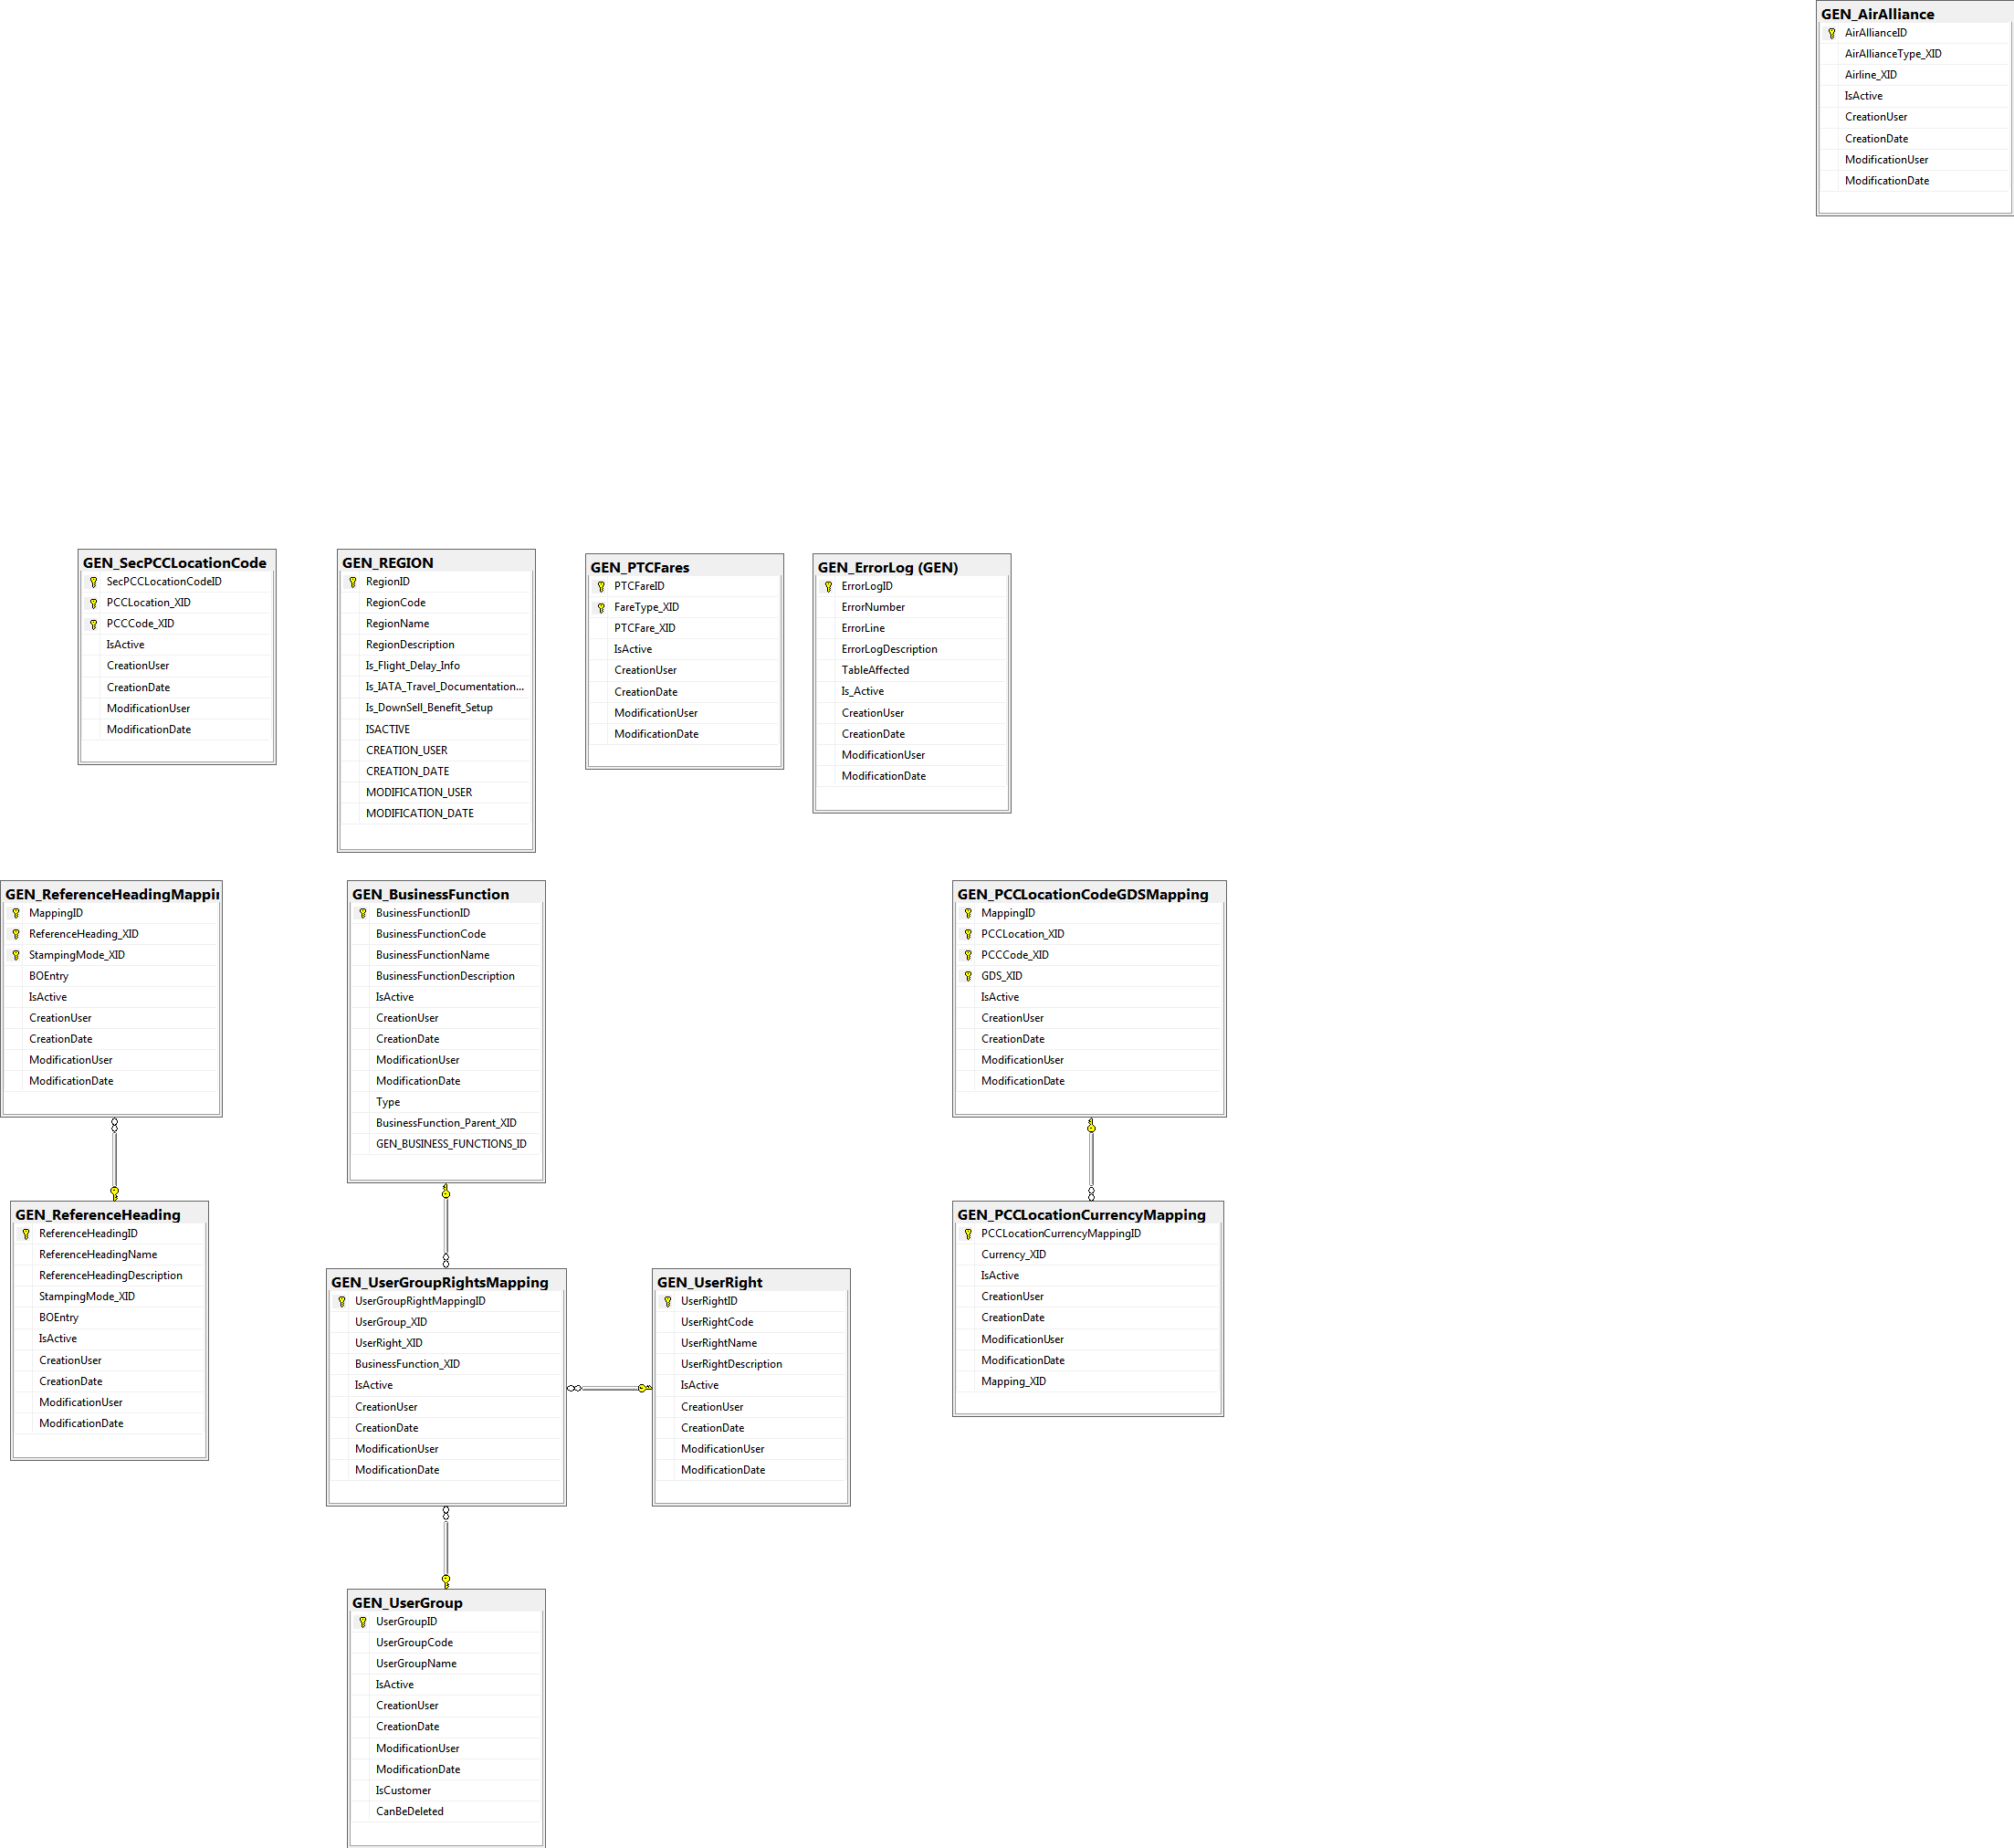 GEN_AirAlliance
AirAllianceID
AirAllianceType_XID
Airline_XID
IsActive
CreationUser
CreationDate
ModificationUser
ModificationDate
GEN_SecPCCLocationCode
SecPCCLocationCodeID
PCCLocation_XID
PCCCode_XID
IsActive
CreationUser
CreationDate
ModificationUser
ModificationDate
GEN_REGION
RegionID
RegionCode
RegionName
RegionDescription
Is_Flight_Delay_Info
Is_IATA_Travel_Documentation...
Is_DownSell_Benefit_Setup
ISACTIVE
CREATION_USER
CREATION_DATE
MODIFICATION_USER
MODIFICATION_DATE
GEN_PTCFares
PTCFareID
FareType_XID
PTCFare_XID
IsActive
CreationUser
CreationDate
ModificationUser
ModificationDate
GEN_ErrorLog (GEN)
ErrorLogID
ErrorNumber
ErrorLine
ErrorLogDescription
TableAffected
Is_Active
CreationUser
CreationDate
ModificationUser
ModificationDate
GEN_ReferenceHeadingMappi
MappingID
ReferenceHeading_XID
StampingMode_XID
BOEntry
IsActive
CreationUser
CreationDate
ModificationUser
ModificationDate
GEN_BusinessFunction
BusinessFunctionID
BusinessFunctionCode
BusinessFunctionName
BusinessFunctionDescription
IsActive
CreationUser
CreationDate
ModificationUser
ModificationDate
Type
BusinessFunction_Parent_XID
GEN_BUSINESS_FUNCTIONS_ID
GEN_PCCLocationCodeGDSMapping
MappingID
PCCLocation_XID
PCCCode_XID
GDS_XID
IsActive
CreationUser
CreationDate
ModificationUser
ModificationDate
GEN_ReferenceHeading
ReferenceHeadingID
ReferenceHeadingName
ReferenceHeadingDescription
StampingMode_XID
BOEntry
IsActive
CreationUser
CreationDate
ModificationUser
ModificationDate
GEN_UserGroupRightsMapping
UserGroupRightMappingID
UserGroup_XID
UserRight_XID
BusinessFunction_XID
IsActive
CreationUser
CreationDate
ModificationUser
ModificationDate
GEN_UserRight
UserRightID
UserRightCode
UserRightName
UserRightDescription
IsActive
CreationUser
CreationDate
ModificationUser
ModificationDate
GEN_PCCLocationCurrencyMapping
PCCLocationCurrencyMappingID
Currency_XID
IsActive
CreationUser
CreationDate
ModificationUser
ModificationDate
Mapping_XID
GEN_UserGroup
UserGroupID
UserGroupCode
UserGroupName
IsActive
CreationUser
CreationDate
ModificationUser
ModificationDate
IsCustomer
CanBeDeleted